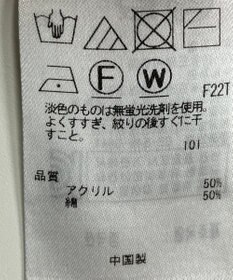 F W
F22T
淡色のものは無蛍光洗剤を使用。
よくすすぎ、絞りの後すぐに干
すこと。
101
品質
アクリル 50%
綿 50%
中国製